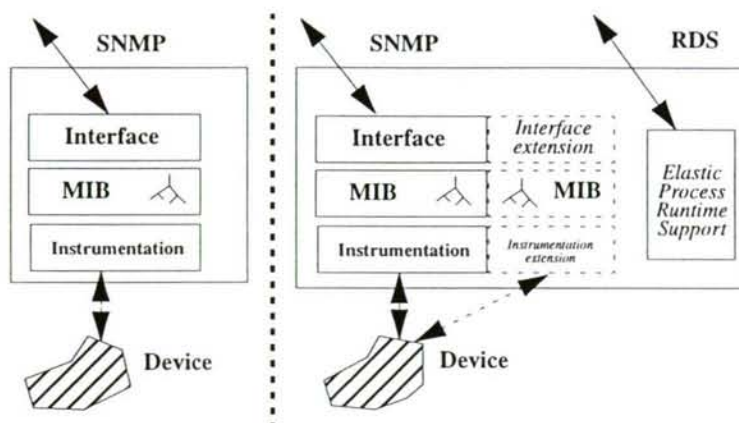 SNMP
Interface
MIB
Instrumentation
Device
SNMP
RDS
Interface
Interface
extension
MIB
MIB
Instrumentation
Instrumentation
extension
Elastic
Process
Runtime
Support
Device